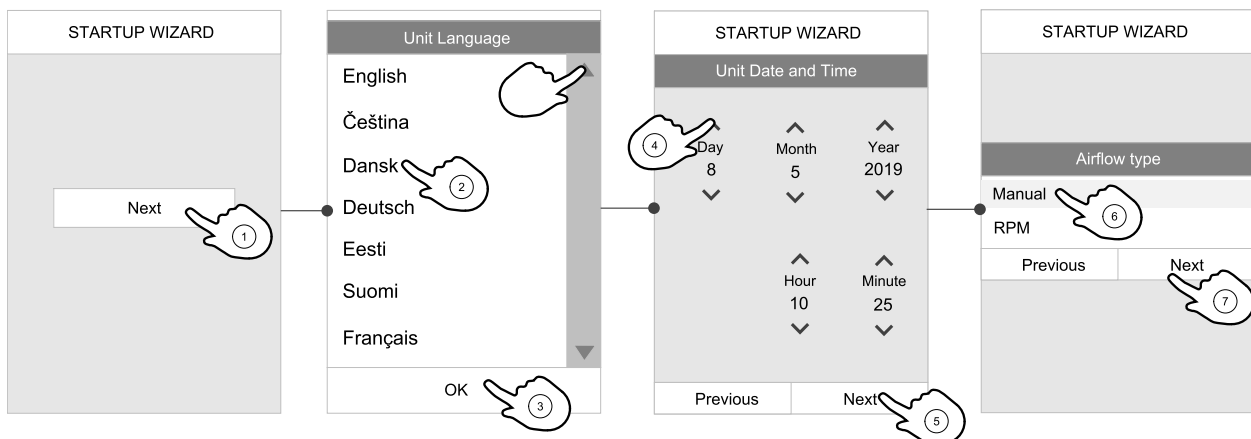 STARTUP WIZARD
Next
1
Unit Language
English
Čeština
Dansk
2
Deutsch
Eesti
Suomi
Français
OK
3
STARTUP WIZARD
Unit Date and Time
4
Day Month Year
8 5 2019
Hour Minute
10 25
Previous Next
5
STARTUP WIZARD
Airflow type
Manual
6
RPM
Previous Next
7